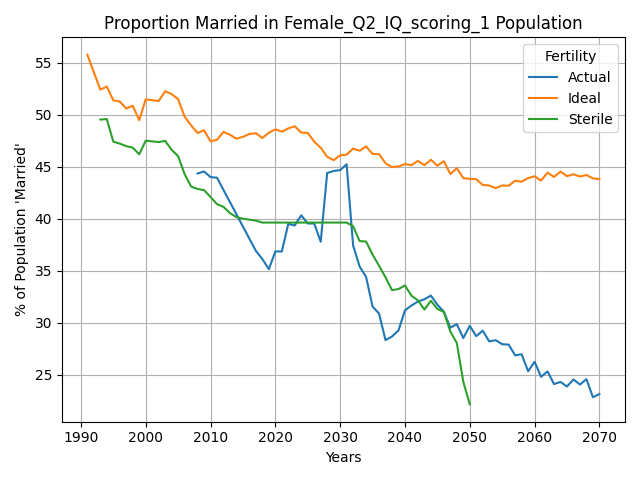 Proportion Married in Female_Q2_IQ_scoring_1 Population
Fertility
Actual
Ideal
Sterile
% of Population 'Married'
55
50
45
40
35
30
25
1990 2000 2010 2020 2030 2040 2050 2060 2070
Years